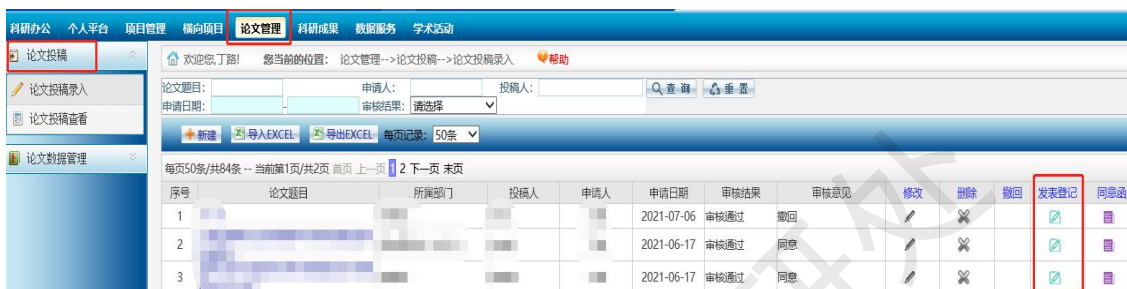 科研办公 个人平台 项目管理 横向项目 论文管理 科研成果 数据服务 学术活动
论文投稿
论文投稿录入
论文投稿查看
论文数据管理
欢迎您,丁路! 您当前的位置: 论文管理-->论文投稿-->论文投稿录入 帮助
论文题目: 申请人: 投稿人: 查询 重置
申请日期: - 审核结果: 请选择
新建 导入EXCEL 导出EXCEL 每页记录: 50条
每页50条/共84条 -- 当前第1页/共2页 首页 上一页 1 2 下一页 末页
序号 论文题目 所属部门 投稿人 申请人 申请日期 审核结果 审核意见 修改 删除 撤回 发表登记 同意函
1 2021-07-06 审核通过 撤回
2 2021-06-17 审核通过 同意
3 2021-06-17 审核通过 同意